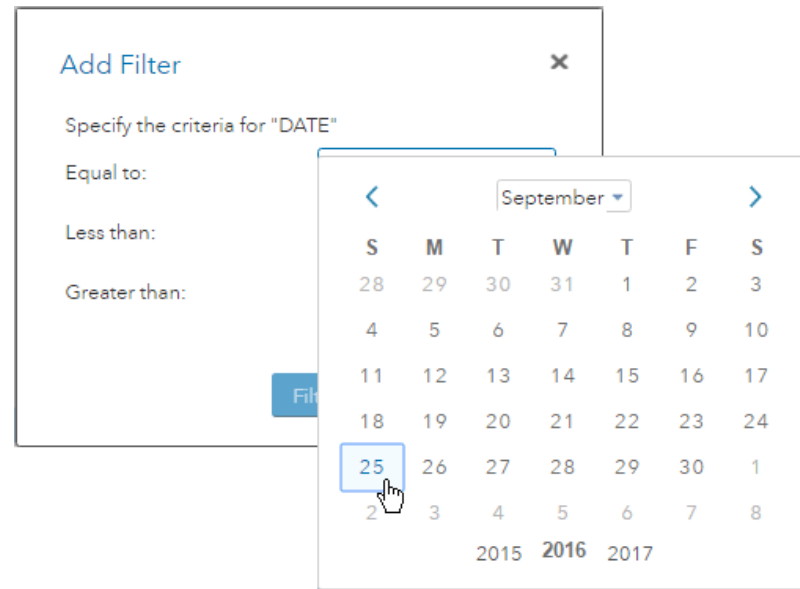 Add Filter
Specify the criteria for "DATE"
Equal to:
Less than:
Greater than:
September
S M T W T F S
28 29 30 31 1 2 3
4 5 6 7 8 9 10
11 12 13 14 15 16 17
18 19 20 21 22 23 24
25 26 27 28 29 30 1
2 3 4 5 6 7 8
2015 2016 2017